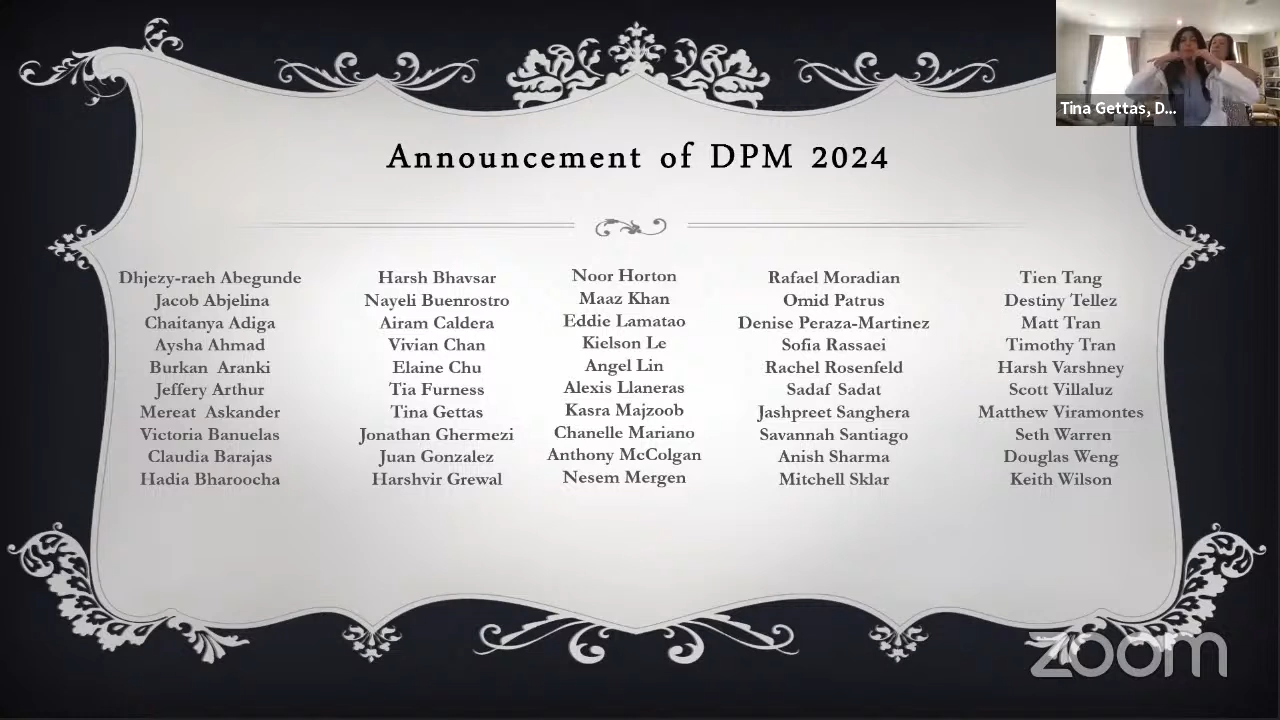 Tina Gettas, D...
Announcement of DPM 2024
Dhjezy-raeh Abegunde
Jacob Abjelina
Chaitanya Adiga
Aysha Ahmad
Burkan Aranki
Jeffery Arthur
Mereat Askander
Victoria Banuelas
Claudia Barajas
Hadia Bharoocha
Harsh Bhavsar
Nayeli Buenrostro
Airam Caldera
Vivian Chan
Elaine Chu
Tia Furness
Tina Gettas
Jonathan Ghermezi
Juan Gonzalez
Harshvir Grewal
Noor Horton
Maaz Khan
Eddie Lamatao
Kielson Le
Angel Lin
Alexis Llaneras
Kasra Majzoob
Chanelle Mariano
Anthony McColgan
Nesem Mergen
Rafael Moradian
Omid Patrus
Denise Peraza-Martinez
Sofia Rassaei
Rachel Rosenfeld
Sadaf Sadat
Jashpreet Sanghera
Savannah Santiago
Anish Sharma
Mitchell Sklar
Tien Tang
Destiny Tellez
Matt Tran
Timothy Tran
Harsh Varshney
Scott Villaluz
Matthew Viramontes
Seth Warren
Douglas Weng
Keith Wilson
zoom